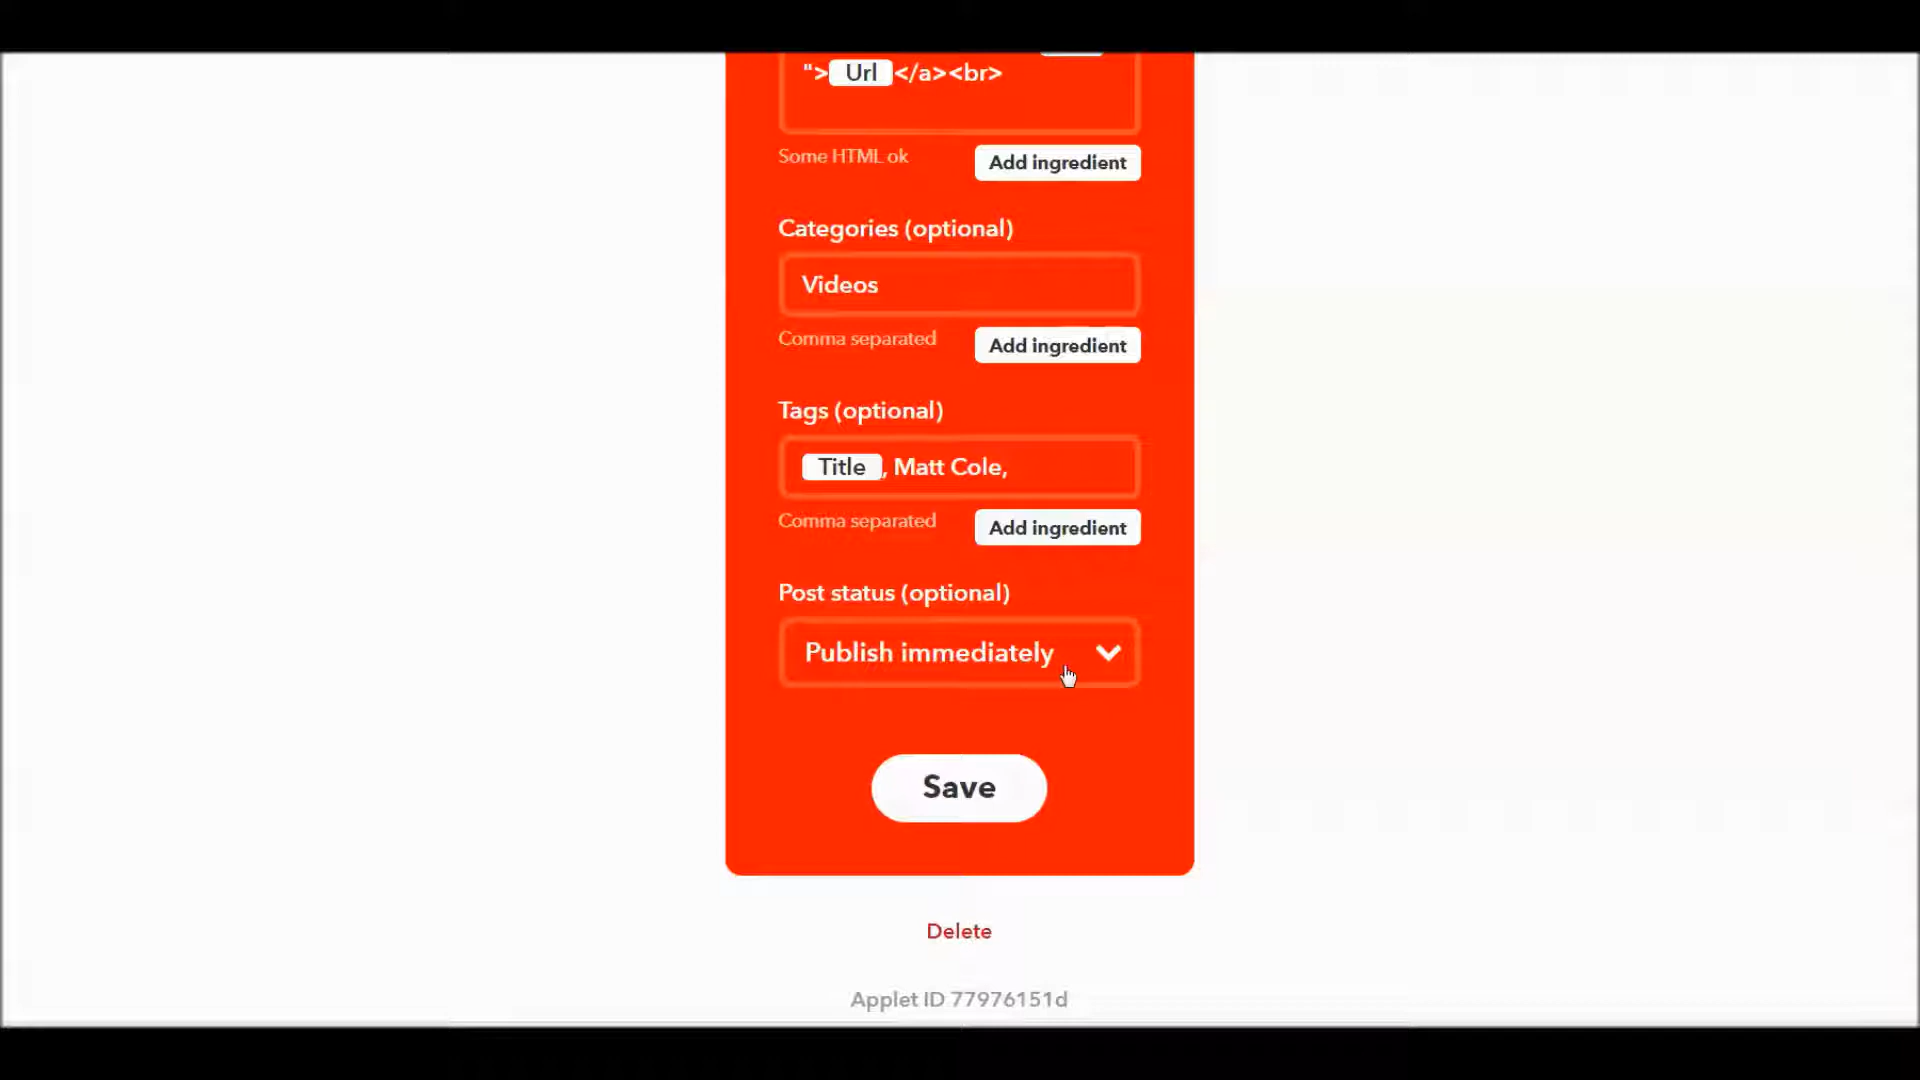 "> Url </a><br>
Some HTML ok
Add ingredient
Categories (optional)
Videos
Comma separated
Add ingredient
Tags (optional)
Title , Matt Cole,
Comma separated
Add ingredient
Post status (optional)
Publish immediately
Save
Delete
Applet ID 77976151d